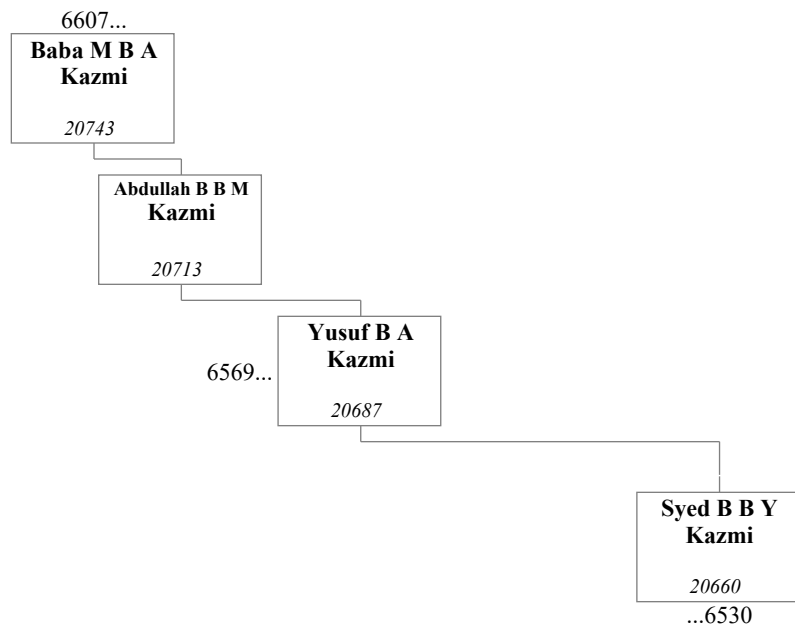 6607...
Baba M B A
Kazmi
20743
Abdullah B B M
Kazmi
20713
Yusuf B A
Kazmi
6569...
20687
Syed B B Y
Kazmi
20660
...6530